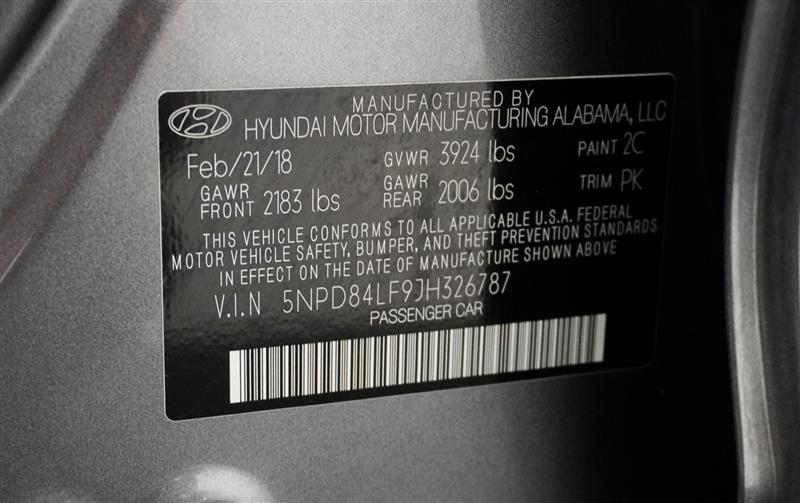 MANUFACTURED BY
HYUNDAI MOTOR MANUFACTURING ALABAMA, LLC
Feb/21/18 GVWR 3924 lbs PAINT 2C
GAWR FRONT 2183 lbs GAWR REAR 2006 lbs TRIM PK
THIS VEHICLE CONFORMS TO ALL APPLICABLE U.S.A. FEDERAL
MOTOR VEHICLE SAFETY, BUMPER, AND THEFT PREVENTION STANDARDS
IN EFFECT ON THE DATE OF MANUFACTURE SHOWN ABOVE
V.I.N 5NPD84LF9JH326787
PASSENGER CAR